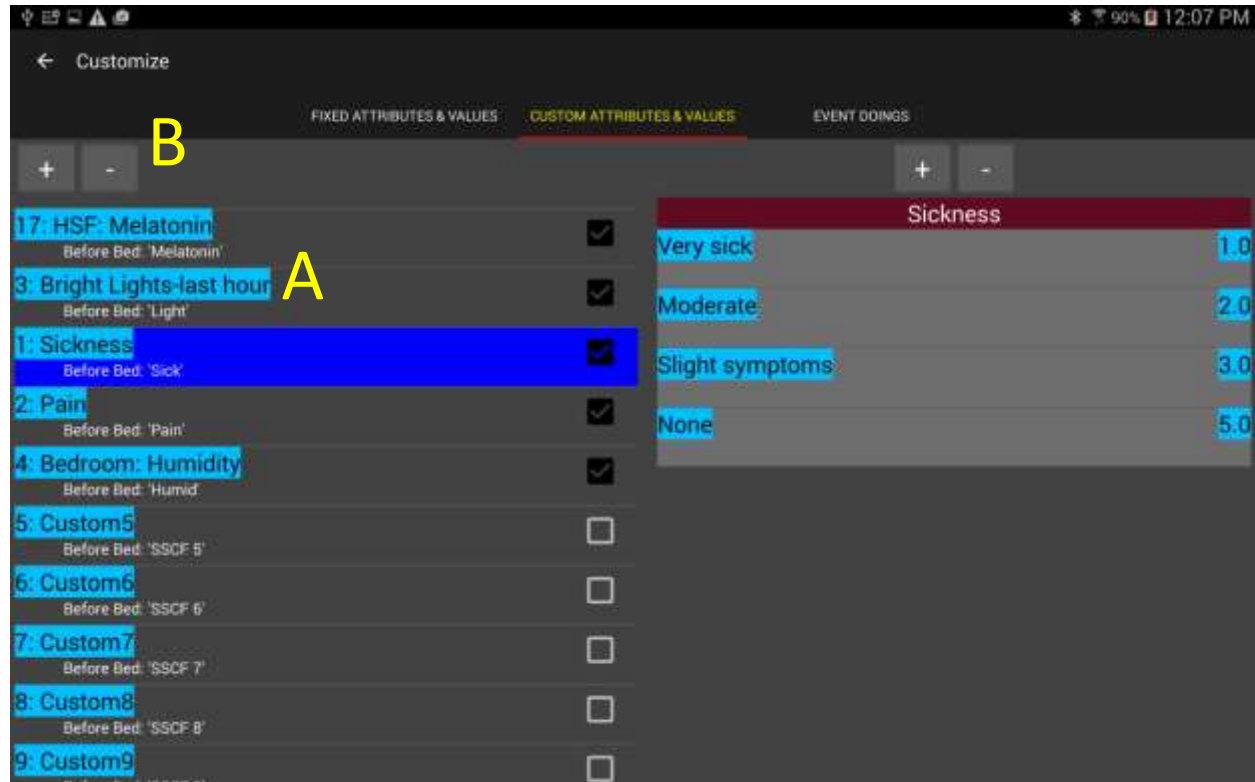 90% 12:07 PM
Customize
FIXED ATTRIBUTES & VALUES CUSTOM ATTRIBUTES & VALUES EVENT DOINGS
B
+ - + -
17: HSF: Melatonin
Before Bed: 'Melatonin'
3: Bright Lights-last hour
A
Before Bed: 'Light'
1: Sickness
Before Bed: 'Sick'
2: Pain
Before Bed: 'Pain'
4: Bedroom: Humidity
Before Bed: 'Humid'
5: Custom5
Before Bed: 'SSCF 5'
6: Custom6
Before Bed: 'SSCF 6'
7: Custom7
Before Bed: 'SSCF 7'
8: Custom8
Before Bed: 'SSCF 8'
9: Custom9
Sickness
Very sick 1.0
Moderate 2.0
Slight symptoms 3.0
None 5.0